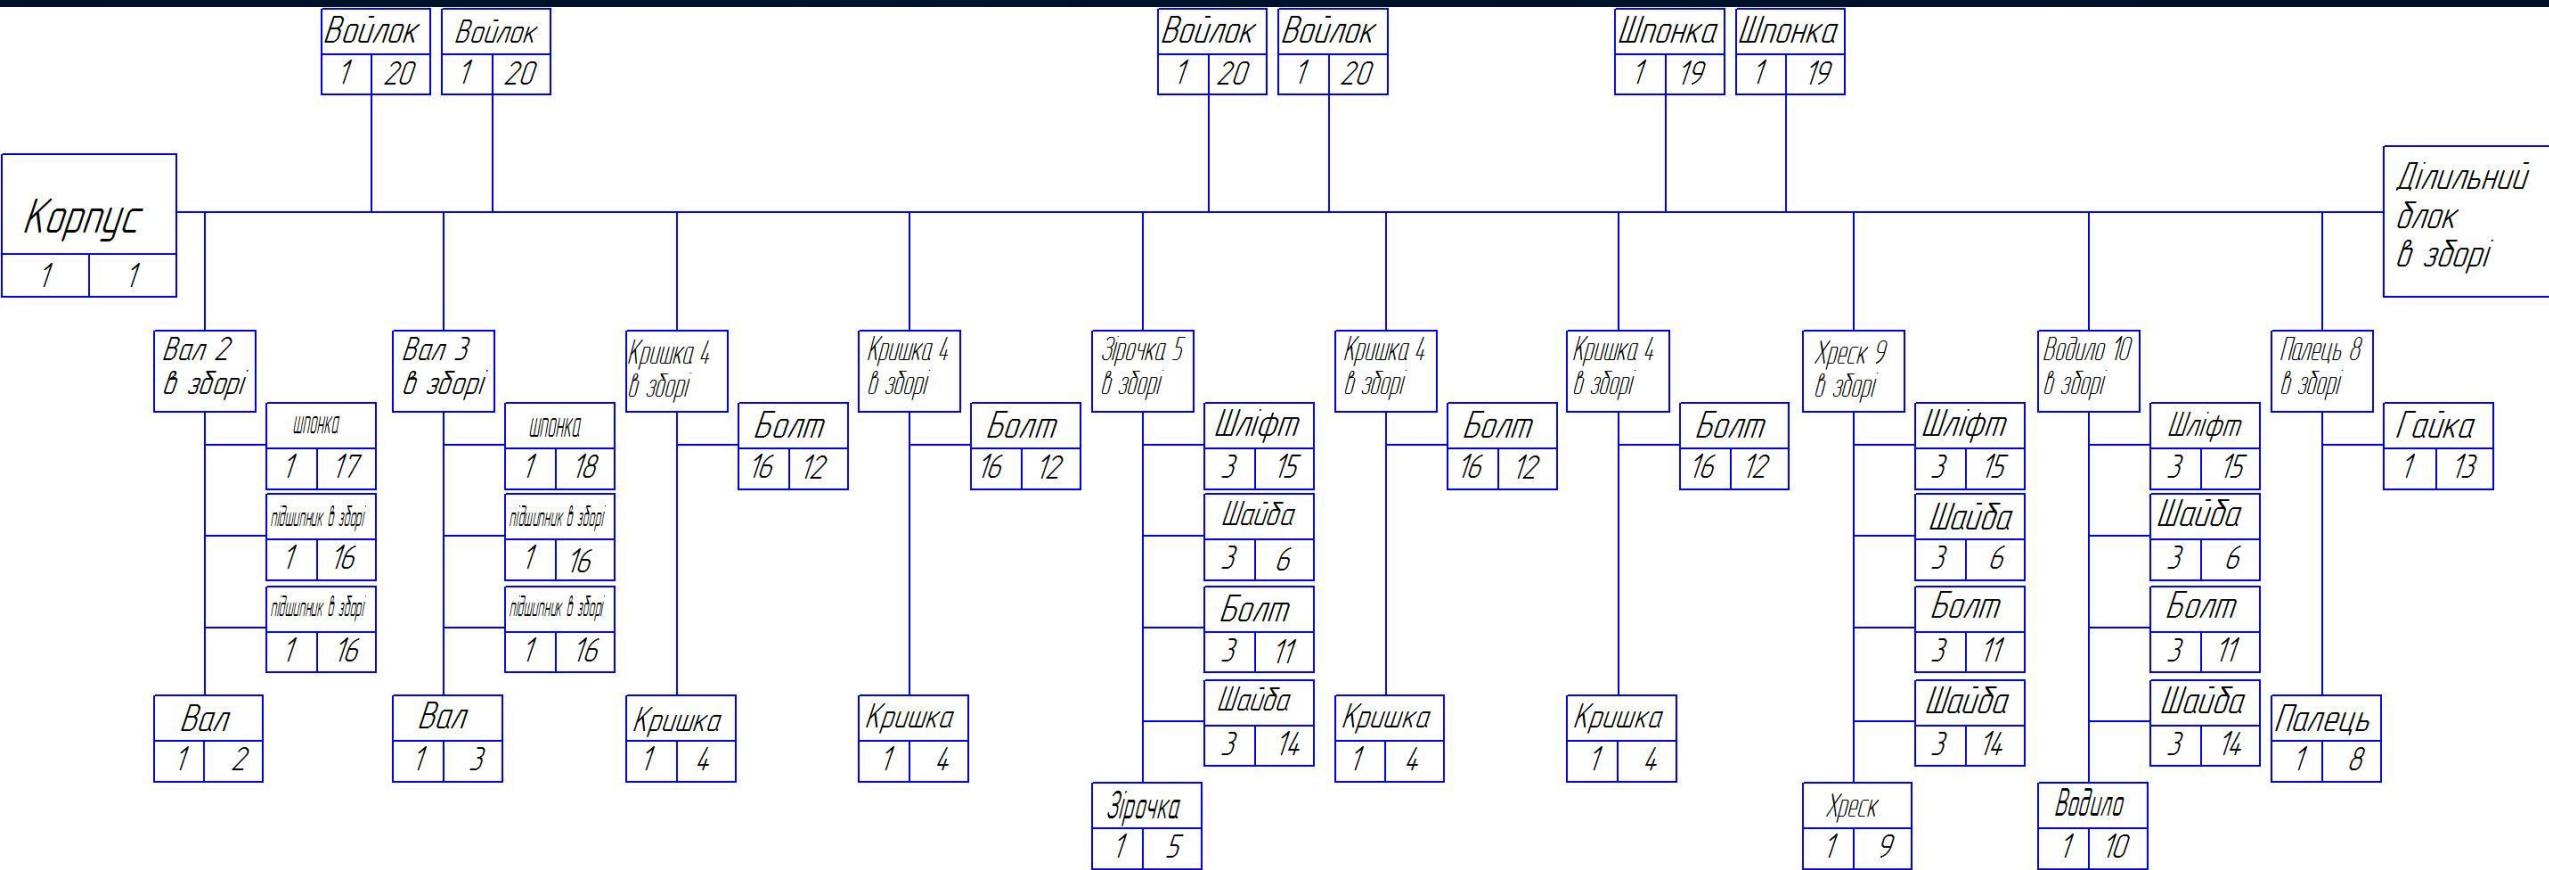 Войлок
1 20
Войлок
1 20
Войлок
1 20
Войлок
1 20
Шпонка
1 19
Шпонка
1 19
Корпус
1 1
Ділильний
блок
в зборі
Вал 2
в зборі
шпонка
1 17
підшипник в зборі
1 16
підшипник в зборі
1 16
Вал
1 2
Вал 3
в зборі
шпонка
1 18
підшипник в зборі
1 16
підшипник в зборі
1 16
Вал
1 3
Кришка 4
в зборі
Болт
16 12
Кришка
1 4
Кришка 4
в зборі
Болт
16 12
Кришка
1 4
Зірочка 5
в зборі
Шліфт
3 15
Шайба
3 6
Болт
3 11
Шайба
3 14
Зірочка
1 5
Кришка 4
в зборі
Болт
16 12
Кришка
1 4
Кришка 4
в зборі
Болт
16 12
Кришка
1 4
Хреск 9
в зборі
Шліфт
3 15
Шайба
3 6
Болт
3 11
Шайба
3 14
Хреск
1 9
Водило 10
в зборі
Шліфт
3 15
Шайба
3 6
Болт
3 11
Шайба
3 14
Водило
1 10
Палець 8
в зборі
Гайка
1 13
Палець
1 8